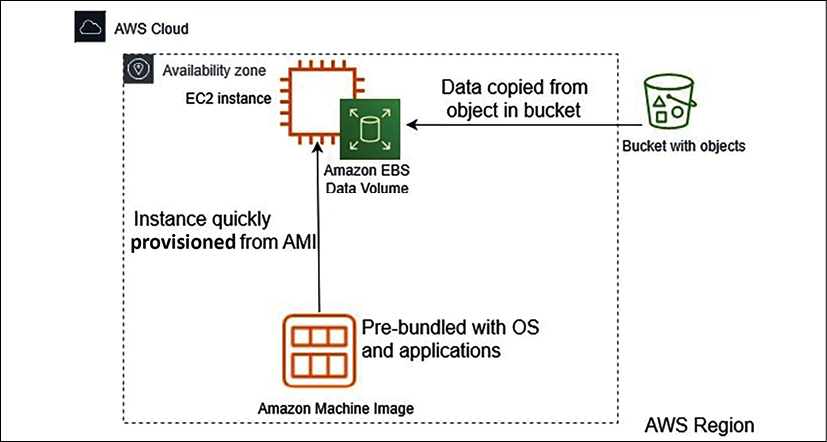 AWS Cloud
Availability zone
EC2 instance
Data copied from
object in bucket
Bucket with objects
Amazon EBS
Data Volume
Instance quickly
provisioned from AMI
Pre-bundled with OS
and applications
Amazon Machine Image
AWS Region